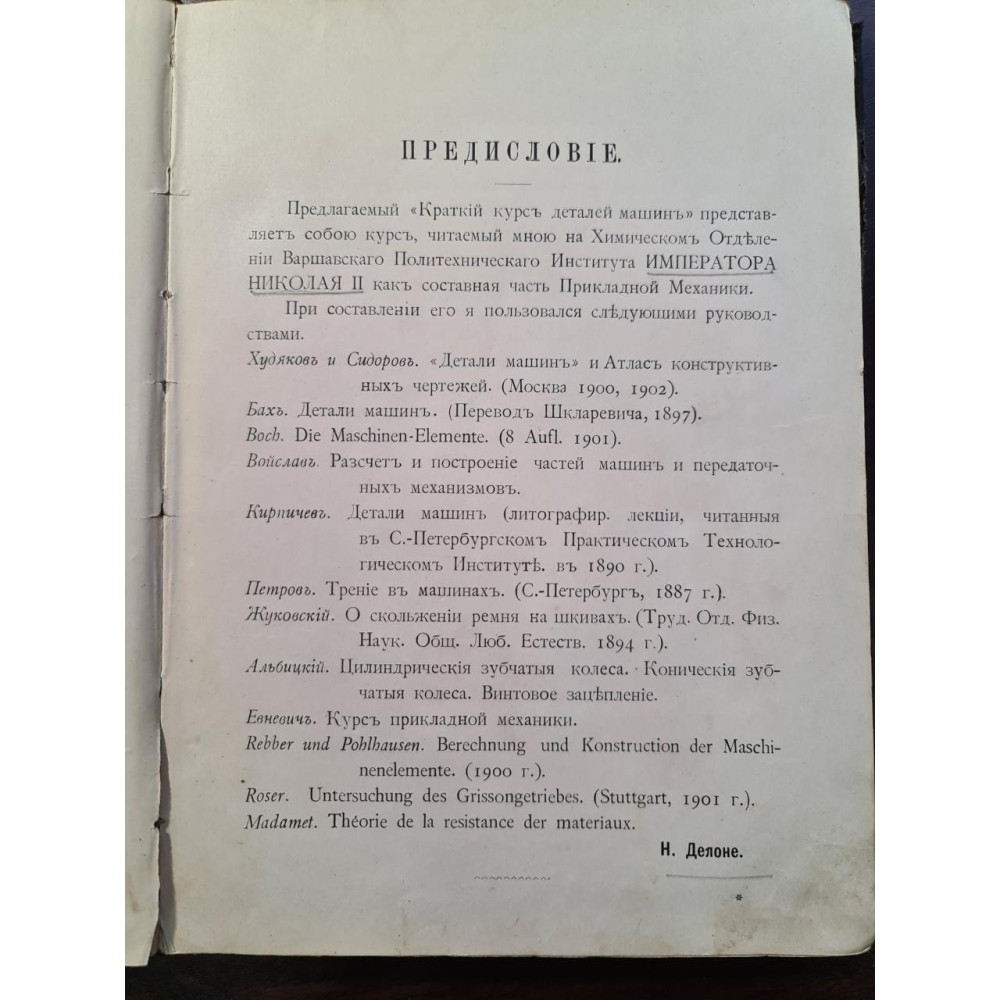 ПРЕДИСЛОВІЕ.
Предлагаемый «Краткій курсъ деталей машинъ» представ-
ляетъ собою курсъ, читаемый мною на Химическомъ Отдѣле-
ніи Варшавскаго Политехническаго Института ИМПЕРАТОРА
НИКОЛАЯ II какъ составная часть Прикладной Механики.
При составленіи его я пользовался слѣдующими руковод-
ствами.
Худяковъ и Сидоровъ. «Детали машинъ» и Атласъ конструктив-
ныхъ чертежей. (Москва 1900, 1902).
Бахъ. Детали машинъ. (Переводъ Шкларевича, 1897).
Boch. Die Maschinen-Elemente. (8 Aufl. 1901).
Войславъ. Разсчетъ и построеніе частей машинъ и передаточ-
ныхъ механизмовъ.
Кирпичевъ. Детали машинъ (литографир. лекціи, читанныя
въ С.-Петербургскомъ Практическомъ Техноло-
гическомъ Институтѣ. въ 1890 г.).
Петровъ. Треніе въ машинахъ. (С.-Петербургъ, 1887 г.).
Жуковскій. О скольженіи ремня на шкивахъ. (Труд. Отд. Физ.
Наук. Общ. Люб. Естеств. 1894 г.).
Альбицкій. Цилиндрическія зубчатыя колеса. Коническія зуб-
чатыя колеса. Винтовое зацѣпленіе.
Евневичъ. Курсъ прикладной механики.
Rebber und Pohlhausen. Berechnung und Konstruction der Maschi-
nenelemente. (1900 г.).
Roser. Untersuchung des Grissongetriebes. (Stuttgart, 1901 г.).
Madamet. Théorie de la resistance der materiaux.
Н. Делоне.
*